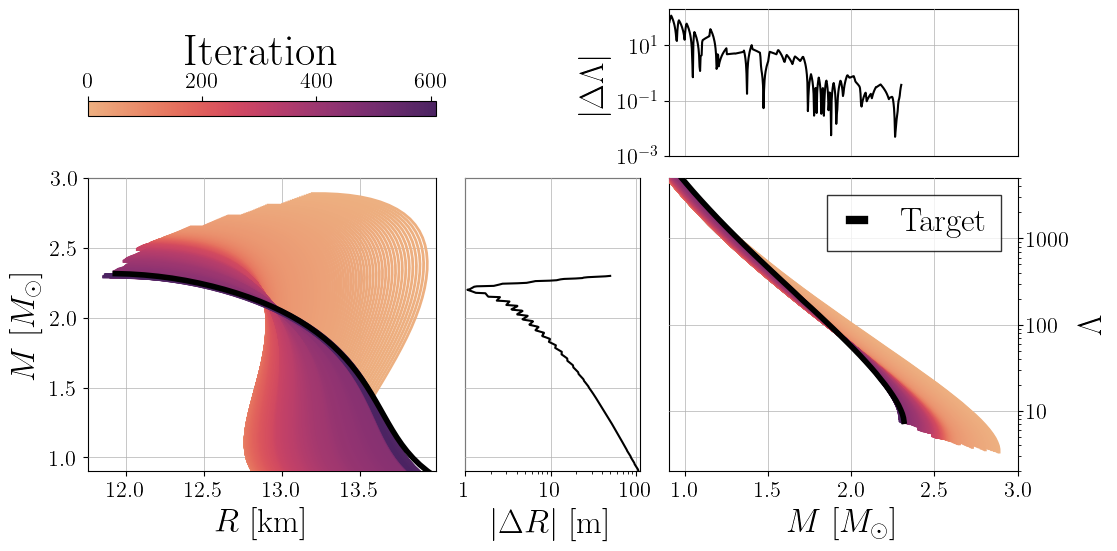 Iteration
0 200 400 600
|ΔΛ|
10¹
10⁻¹
10⁻³
3.0
2.5
2.0
1.5
1.0
M [M⊙]
12.0 12.5 13.0 13.5
R [km]
1 10 100
|ΔR| [m]
Target
1000
100
10
Λ
1.0 1.5 2.0 2.5 3.0
M [M⊙]